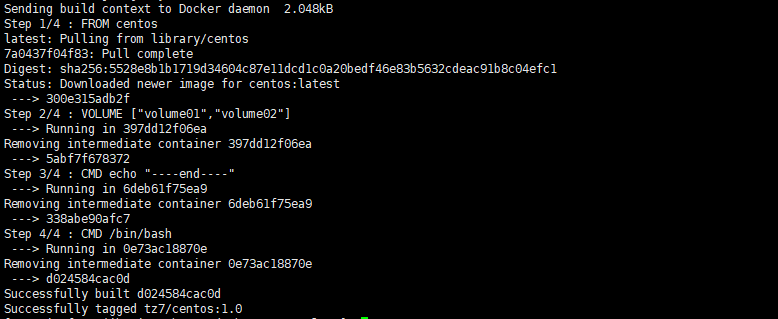 Sending build context to Docker daemon  2.048kB
Step 1/4 : FROM centos
latest: Pulling from library/centos
7a0437f04f83: Pull complete
Digest: sha256:5528e8b1b1719d34604c87e11dcd1c0a20bedf46e83b5632cdeac91b8c04efc1
Status: Downloaded newer image for centos:latest
 ---> 300e315adb2f
Step 2/4 : VOLUME ["volume01","volume02"]
 ---> Running in 397dd12f06ea
Removing intermediate container 397dd12f06ea
 ---> 5abf7f678372
Step 3/4 : CMD echo "----end----"
 ---> Running in 6deb61f75ea9
Removing intermediate container 6deb61f75ea9
 ---> 338abe90afc7
Step 4/4 : CMD /bin/bash
 ---> Running in 0e73ac18870e
Removing intermediate container 0e73ac18870e
 ---> d024584cac0d
Successfully built d024584cac0d
Successfully tagged tz7/centos:1.0